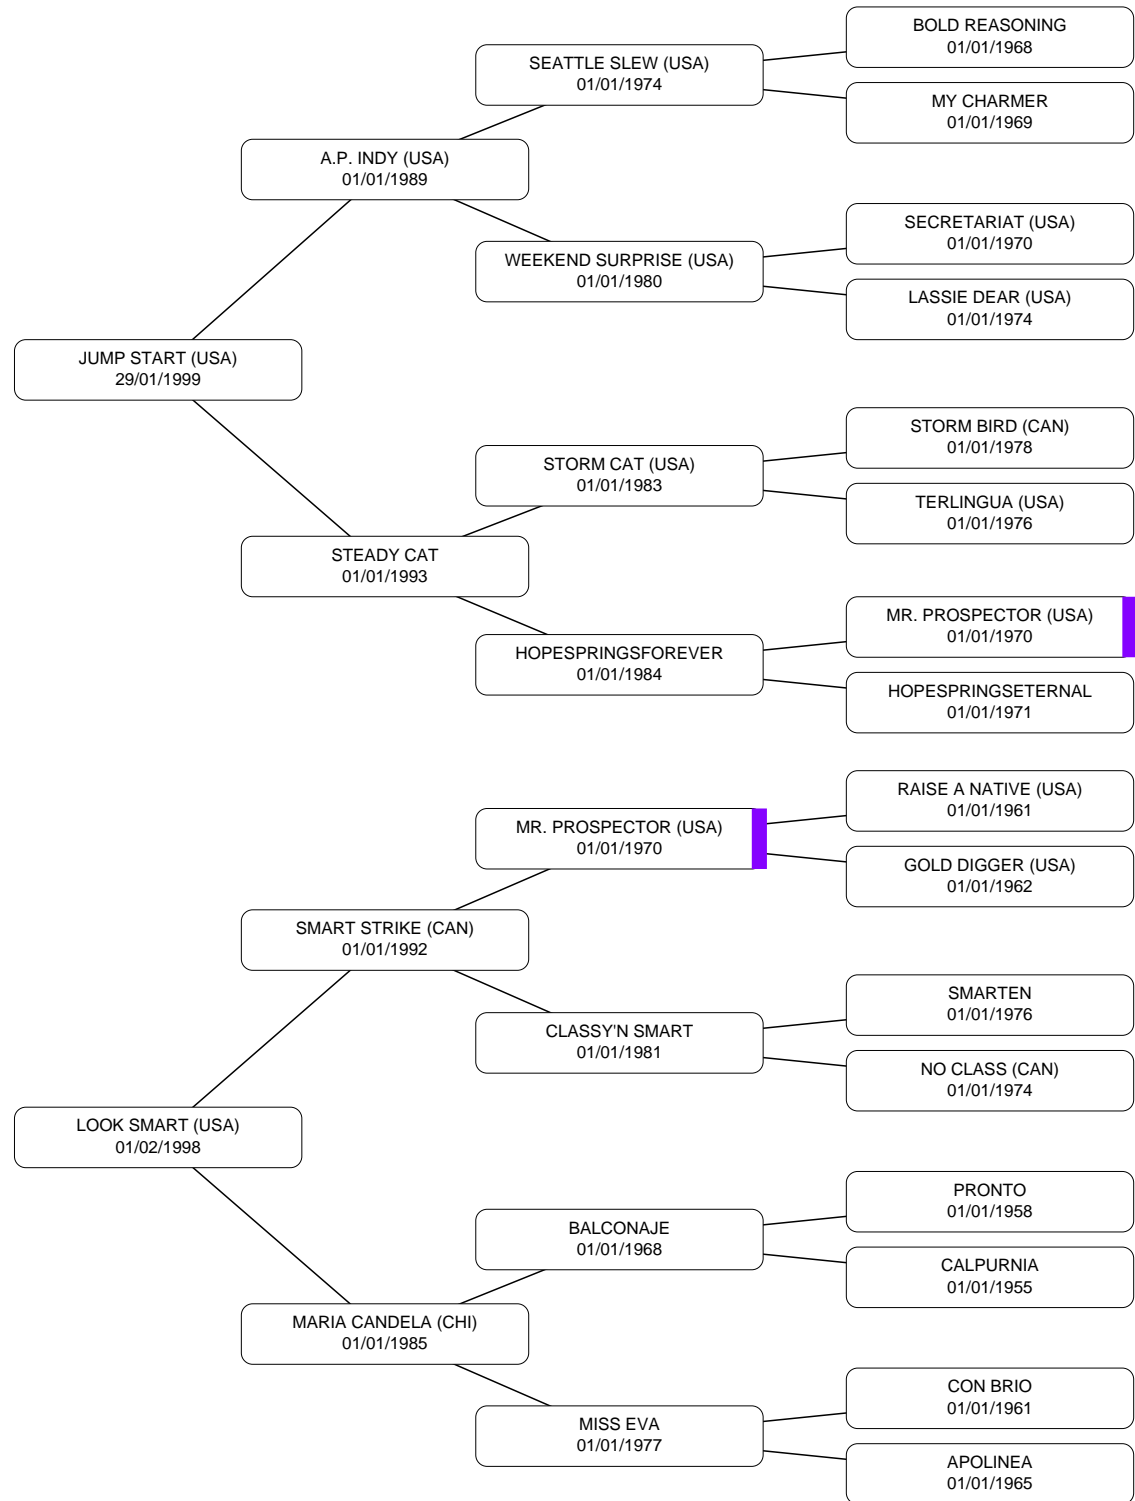 BOLD REASONING
01/01/1968
SEATTLE SLEW (USA)
01/01/1974
MY CHARMER
01/01/1969
A.P. INDY (USA)
01/01/1989
SECRETARIAT (USA)
01/01/1970
WEEKEND SURPRISE (USA)
01/01/1980
LASSIE DEAR (USA)
01/01/1974
JUMP START (USA)
29/01/1999
STORM BIRD (CAN)
01/01/1978
STORM CAT (USA)
01/01/1983
TERLINGUA (USA)
01/01/1976
STEADY CAT
01/01/1993
MR. PROSPECTOR (USA)
01/01/1970
HOPESPRINGSFOREVER
01/01/1984
HOPESPRINGSETERNAL
01/01/1971
RAISE A NATIVE (USA)
01/01/1961
MR. PROSPECTOR (USA)
01/01/1970
GOLD DIGGER (USA)
01/01/1962
SMART STRIKE (CAN)
01/01/1992
SMARTEN
01/01/1976
CLASSY'N SMART
01/01/1981
NO CLASS (CAN)
01/01/1974
LOOK SMART (USA)
01/02/1998
PRONTO
01/01/1958
BALCONAJE
01/01/1968
CALPURNIA
01/01/1955
MARIA CANDELA (CHI)
01/01/1985
CON BRIO
01/01/1961
MISS EVA
01/01/1977
APOLINEA
01/01/1965